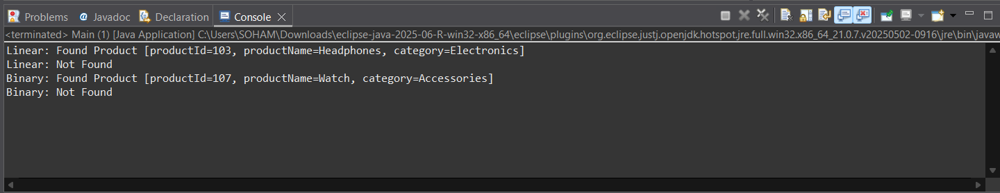 Problems @ Javadoc Declaration Console
<terminated> Main (1) [Java Application] C:\Users\SOHAM\Downloads\eclipse-java-2025-06-R-win32-x86_64\eclipse\plugins\org.eclipse.justj.openjdk.hotspot.jre.full.win32.x86_64_21.0.7.v20250502-0916\jre\bin\javaw
Linear: Found Product [productId=103, productName=Headphones, category=Electronics]
Linear: Not Found
Binary: Found Product [productId=107, productName=Watch, category=Accessories]
Binary: Not Found